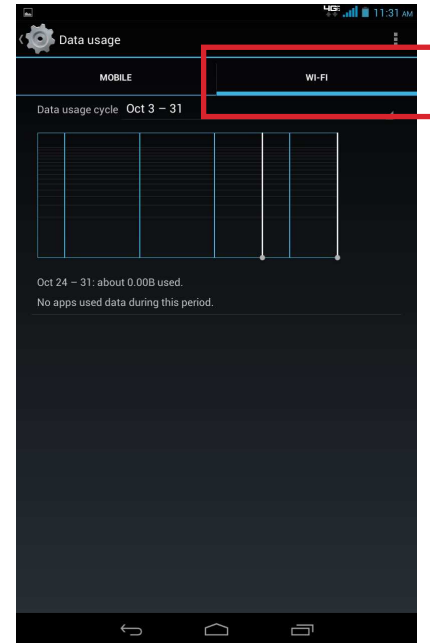 4G 11:31 AM
Data usage
MOBILE WI-FI
Data usage cycle Oct 3 – 31
Oct 24 – 31: about 0.00B used.
No apps used data during this period.